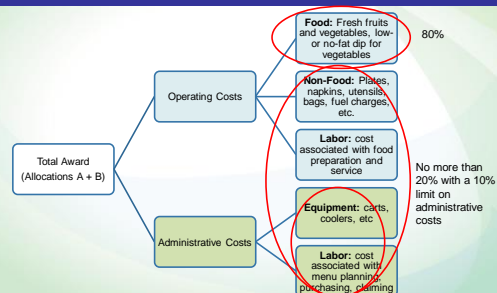 Food: Fresh fruits
and vegetables, low-
or no-fat dip for
vegetables
80%
Non-Food: Plates,
napkins, utensils,
bags, fuel charges,
etc.
Operating Costs
Labor: cost
associated with food
preparation and
service
Total Award
(Allocations A + B)
No more than
20% with a 10%
limit on
administrative
costs
Equipment: carts,
coolers, etc
Administrative Costs
Labor: cost
associated with
menu planning,
purchasing, claiming